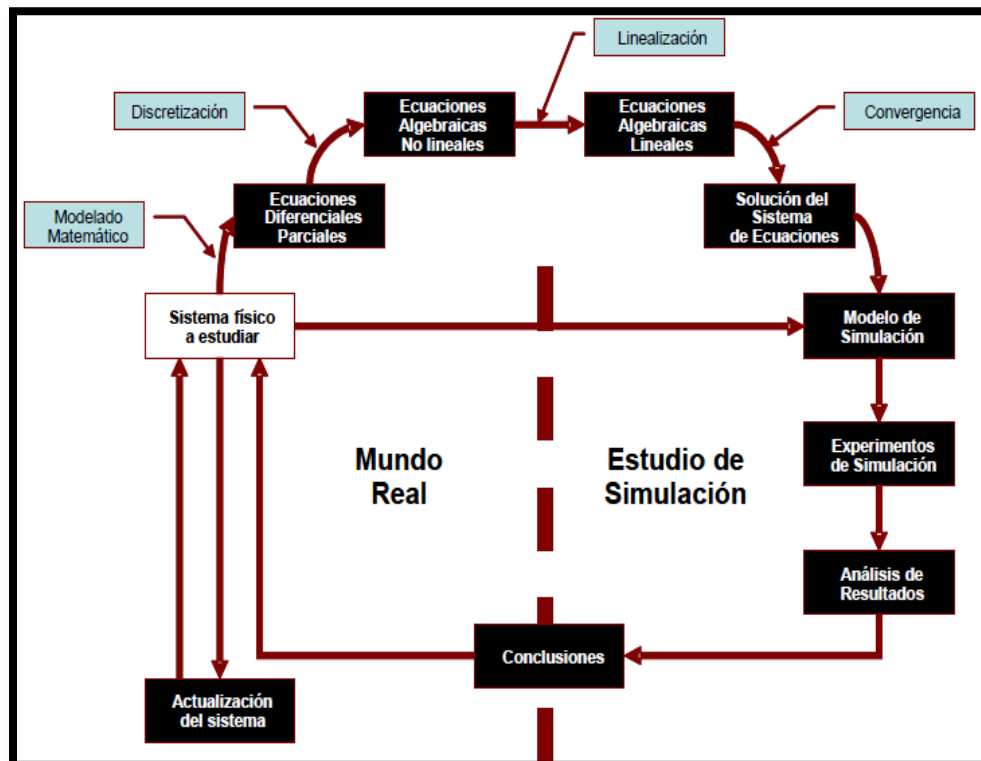 Linealización
Discretización
Ecuaciones
Algebraicas
No lineales
Ecuaciones
Algebraicas
Lineales
Convergencia
Modelado
Matemático
Ecuaciones
Diferenciales
Parciales
Solución del
Sistema
de Ecuaciones
Sistema físico
a estudiar
Modelo de
Simulación
Mundo
Real
Estudio de
Simulación
Experimentos
de Simulación
Análisis de
Resultados
Conclusiones
Actualización
del sistema